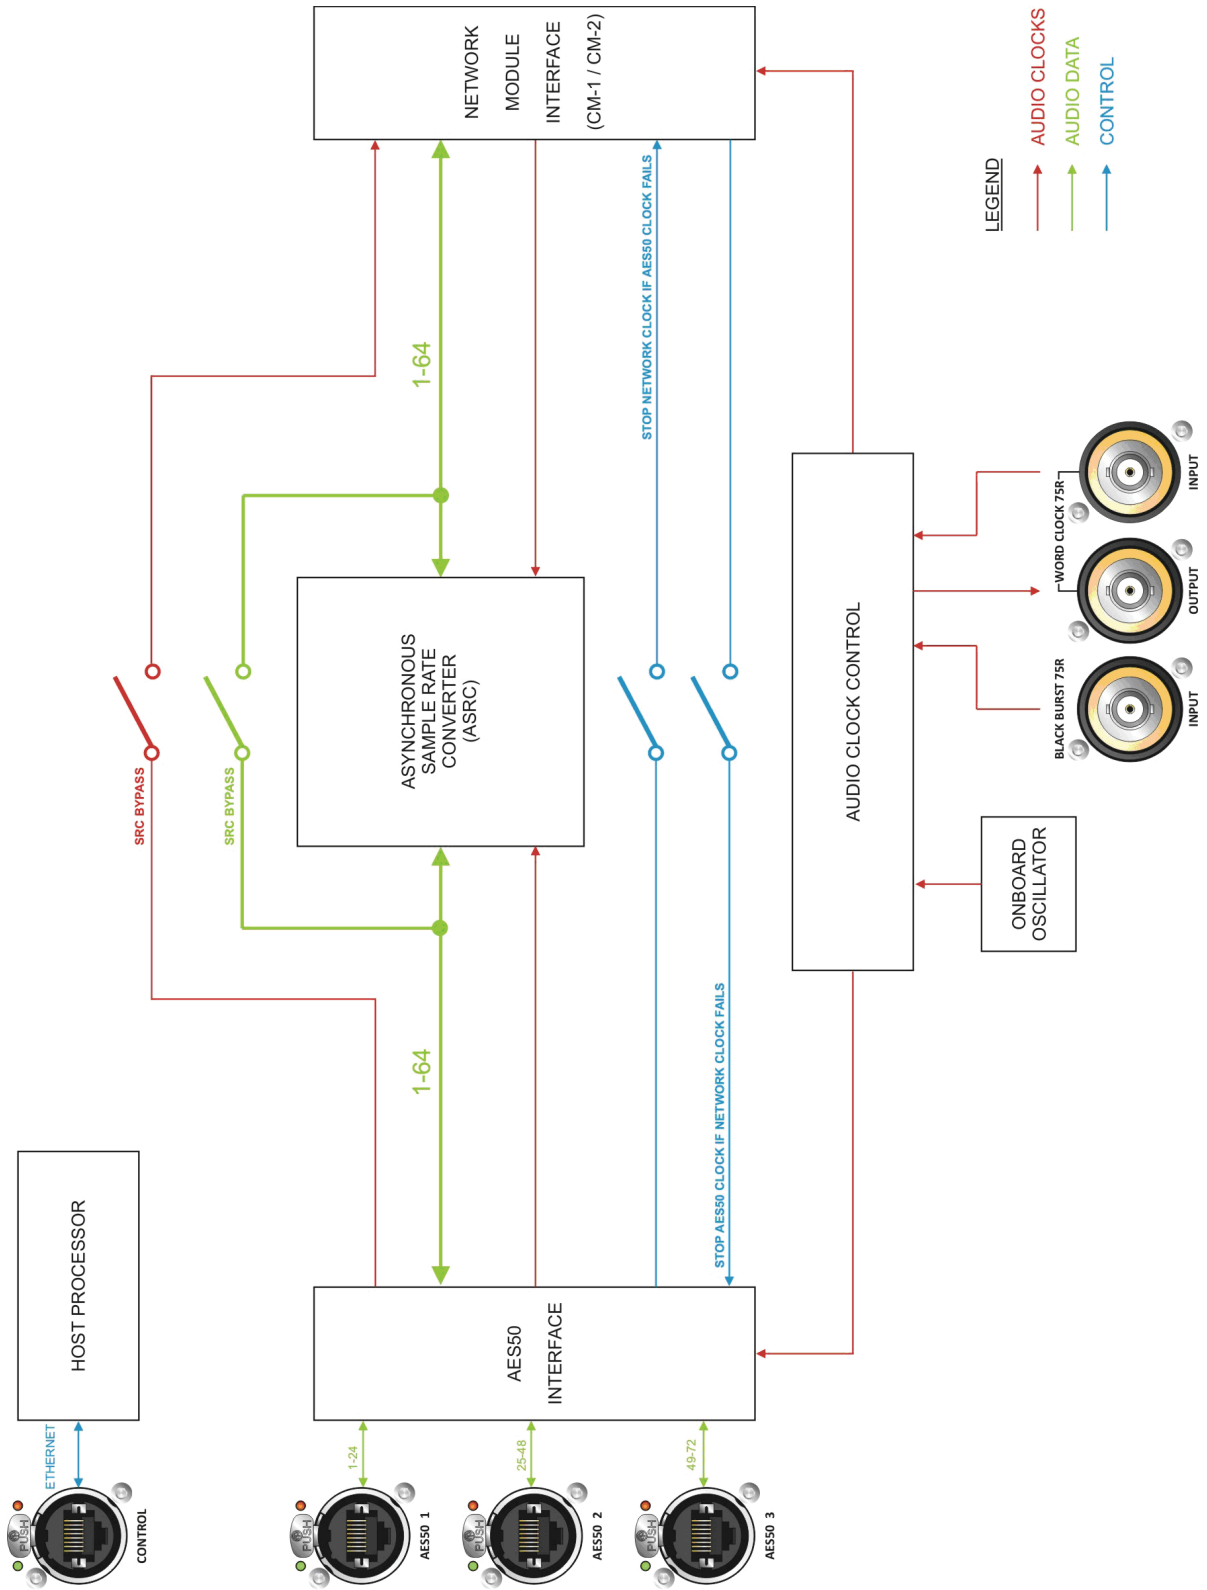 CONTROL
PUSH
ETHERNET
HOST PROCESSOR
AES50 1
PUSH
1-24
AES50 2
PUSH
25-48
AES50 3
PUSH
49-72
AES50
INTERFACE
SRC BYPASS
SRC BYPASS
1-64
1-64
ASYNCHRONOUS
SAMPLE RATE
CONVERTER
(ASRC)
STOP NETWORK CLOCK IF AES50 CLOCK FAILS
STOP AES50 CLOCK IF NETWORK CLOCK FAILS
NETWORK
MODULE
INTERFACE
(CM-1 / CM-2)
AUDIO CLOCK CONTROL
ONBOARD
OSCILLATOR
BLACK BURST 75R
INPUT
WORD CLOCK 75R
OUTPUT
INPUT
LEGEND
AUDIO CLOCKS
AUDIO DATA
CONTROL